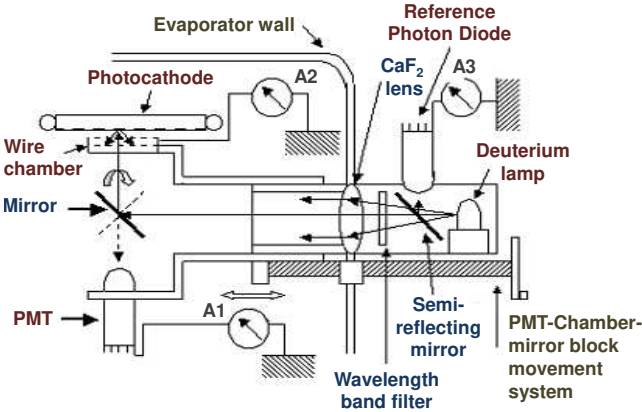 Reference
Photon Diode
Evaporator wall
CaF2
lens
A3
A2
Photocathode
Wire
chamber
Deuterium
lamp
Mirror
PMT
A1
Semi-
reflecting
mirror
Wavelength
band filter
PMT-Chamber-
mirror block
movement
system